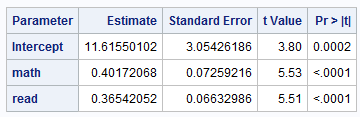 Parameter Estimate Standard Error t Value Pr > |t|
Intercept 11.61550102 3.05426186 3.80 0.0002
math 0.40172068 0.07259216 5.53 <.0001
read 0.36542052 0.06632986 5.51 <.0001